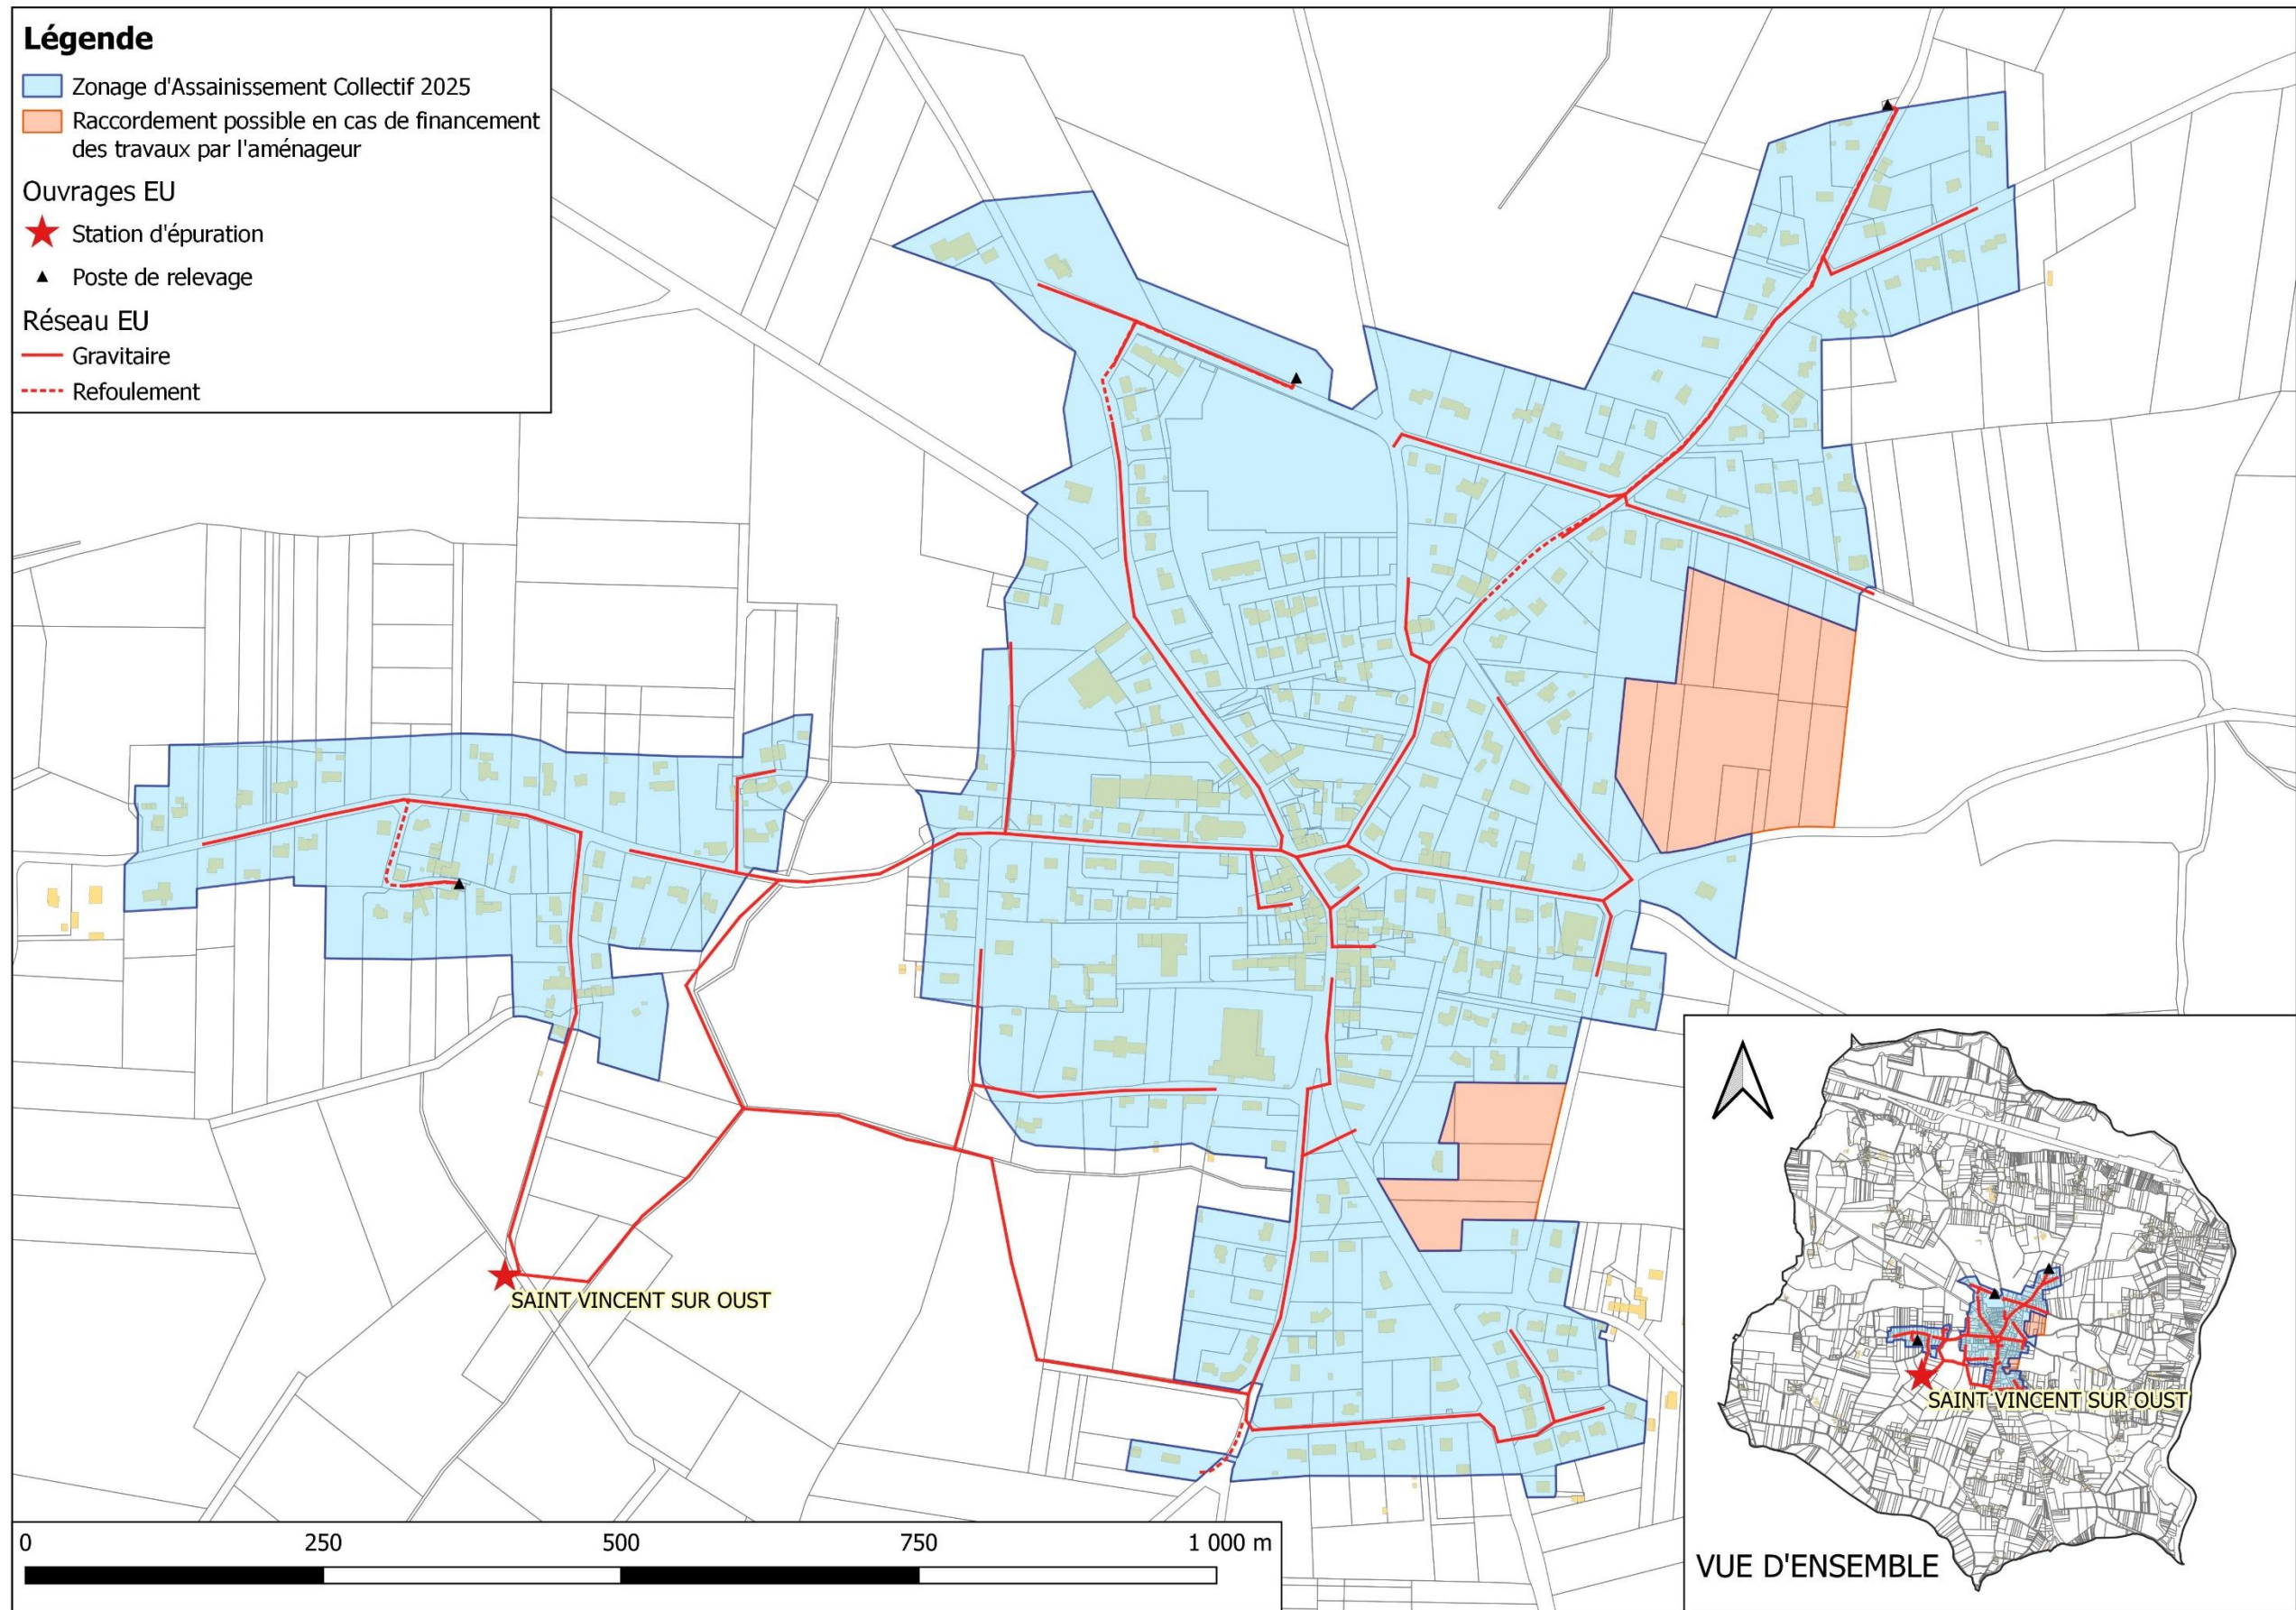 Légende
Zonage d'Assainissement Collectif 2025
Raccordement possible en cas de financement
des travaux par l'aménageur
Ouvrages EU
Station d'épuration
Poste de relevage
Réseau EU
Gravitaire
Refoulement
SAINT VINCENT SUR OUST
SAINT VINCENT SUR OUST
VUE D'ENSEMBLE
0 250 500 750 1 000 m